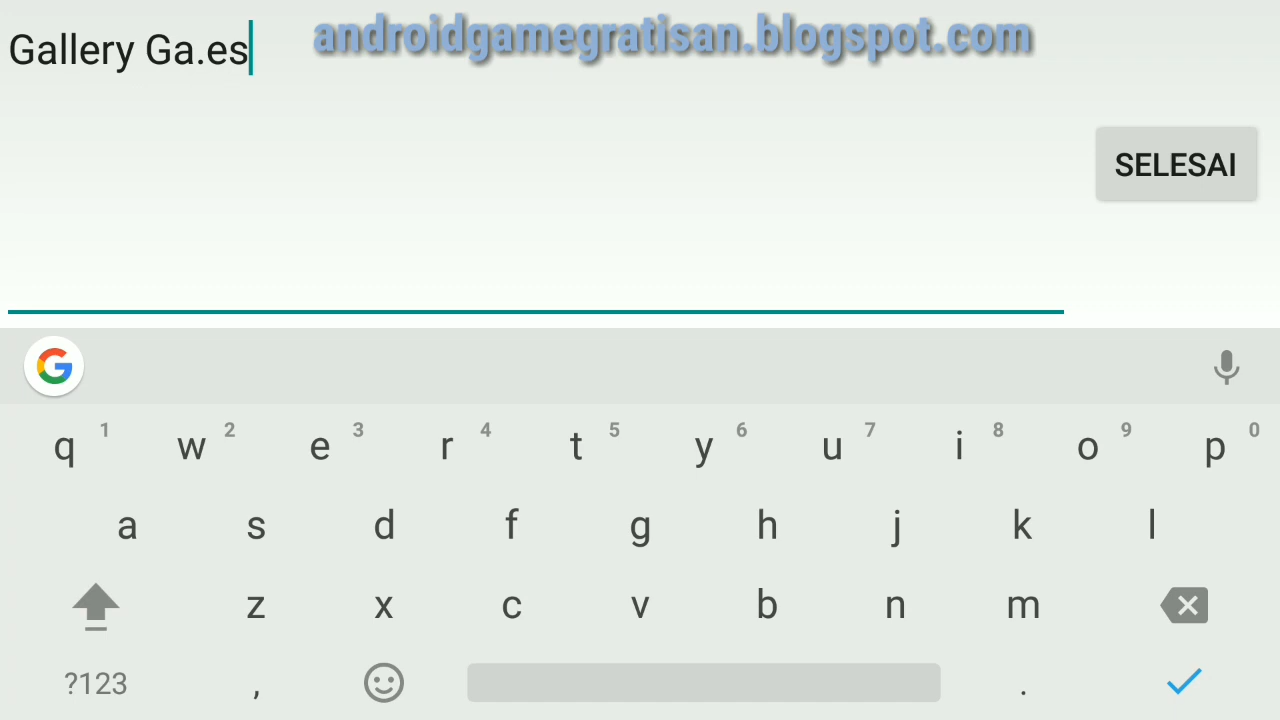 Gallery Ga.es
androidgamegratisan.blogspot.com
SELESAI
G
q 1 w 2 e 3 r 4 t 5 y 6 u 7 i 8 o 9 p 0
a s d f g h j k l
z x c v b n m
?123 , .